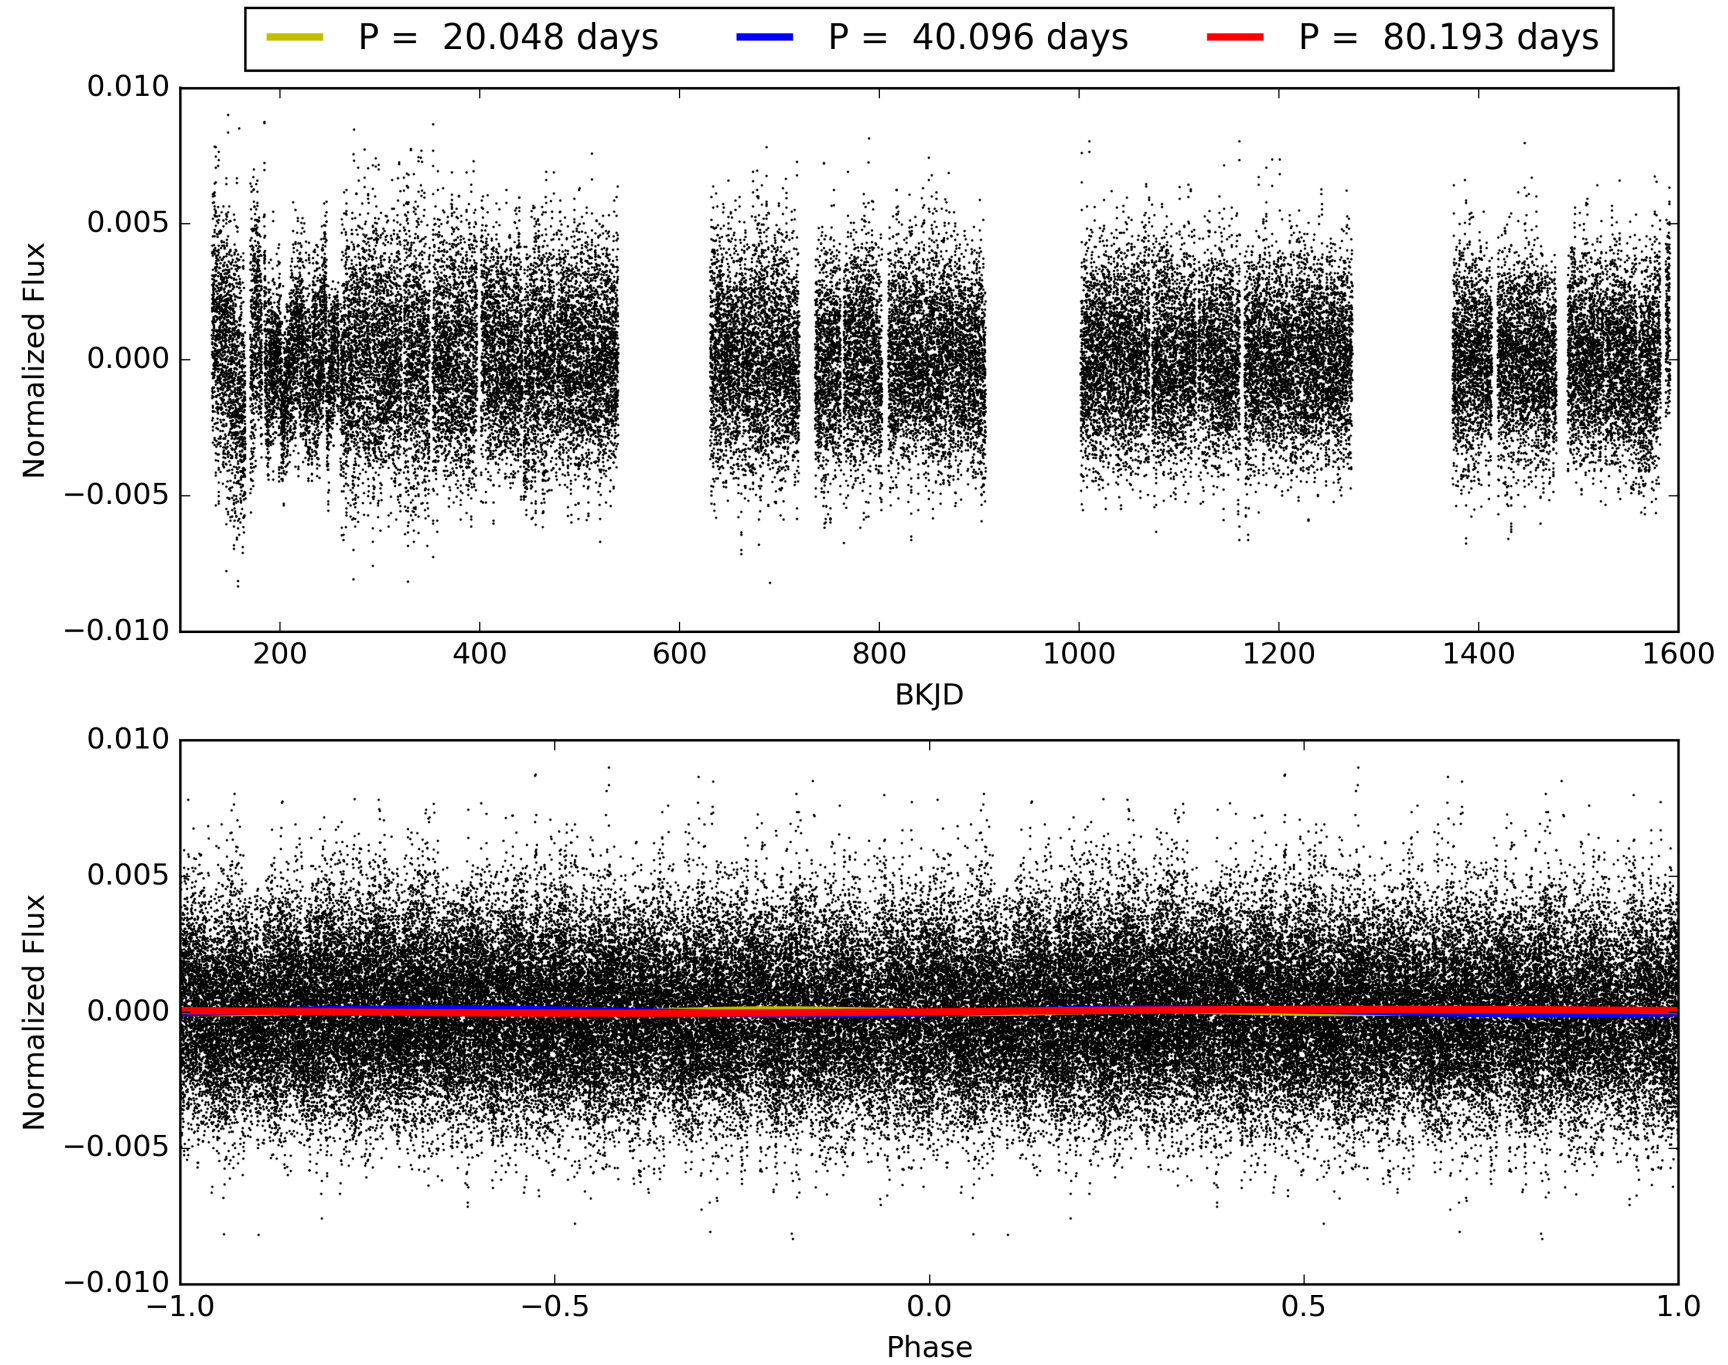 P = 20.048 days P = 40.096 days P = 80.193 days
0.010
0.005
0.000
−0.005
−0.010
Normalized Flux
200 400 600 800 1000 1200 1400 1600
BKJD
0.010
0.005
0.000
−0.005
−0.010
Normalized Flux
−1.0 −0.5 0.0 0.5 1.0
Phase